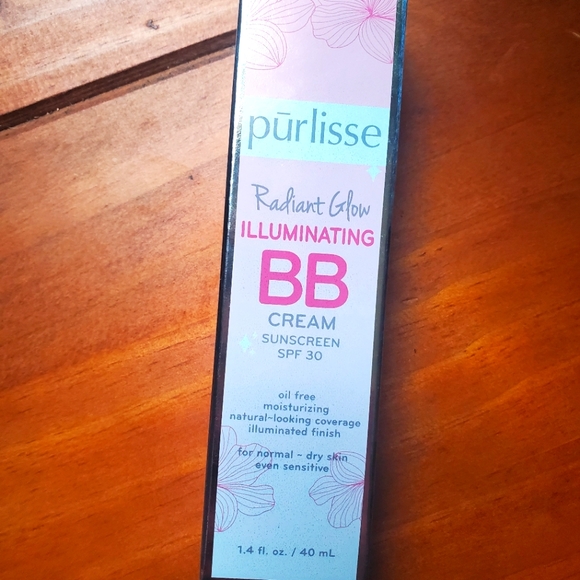 pūrlisse
Radiant Glow
ILLUMINATING
BB
CREAM
SUNSCREEN
SPF 30
oil free
moisturizing
natural-looking coverage
illuminated finish
for normal - dry skin
even sensitive
1.4 fl. oz. / 40 mL